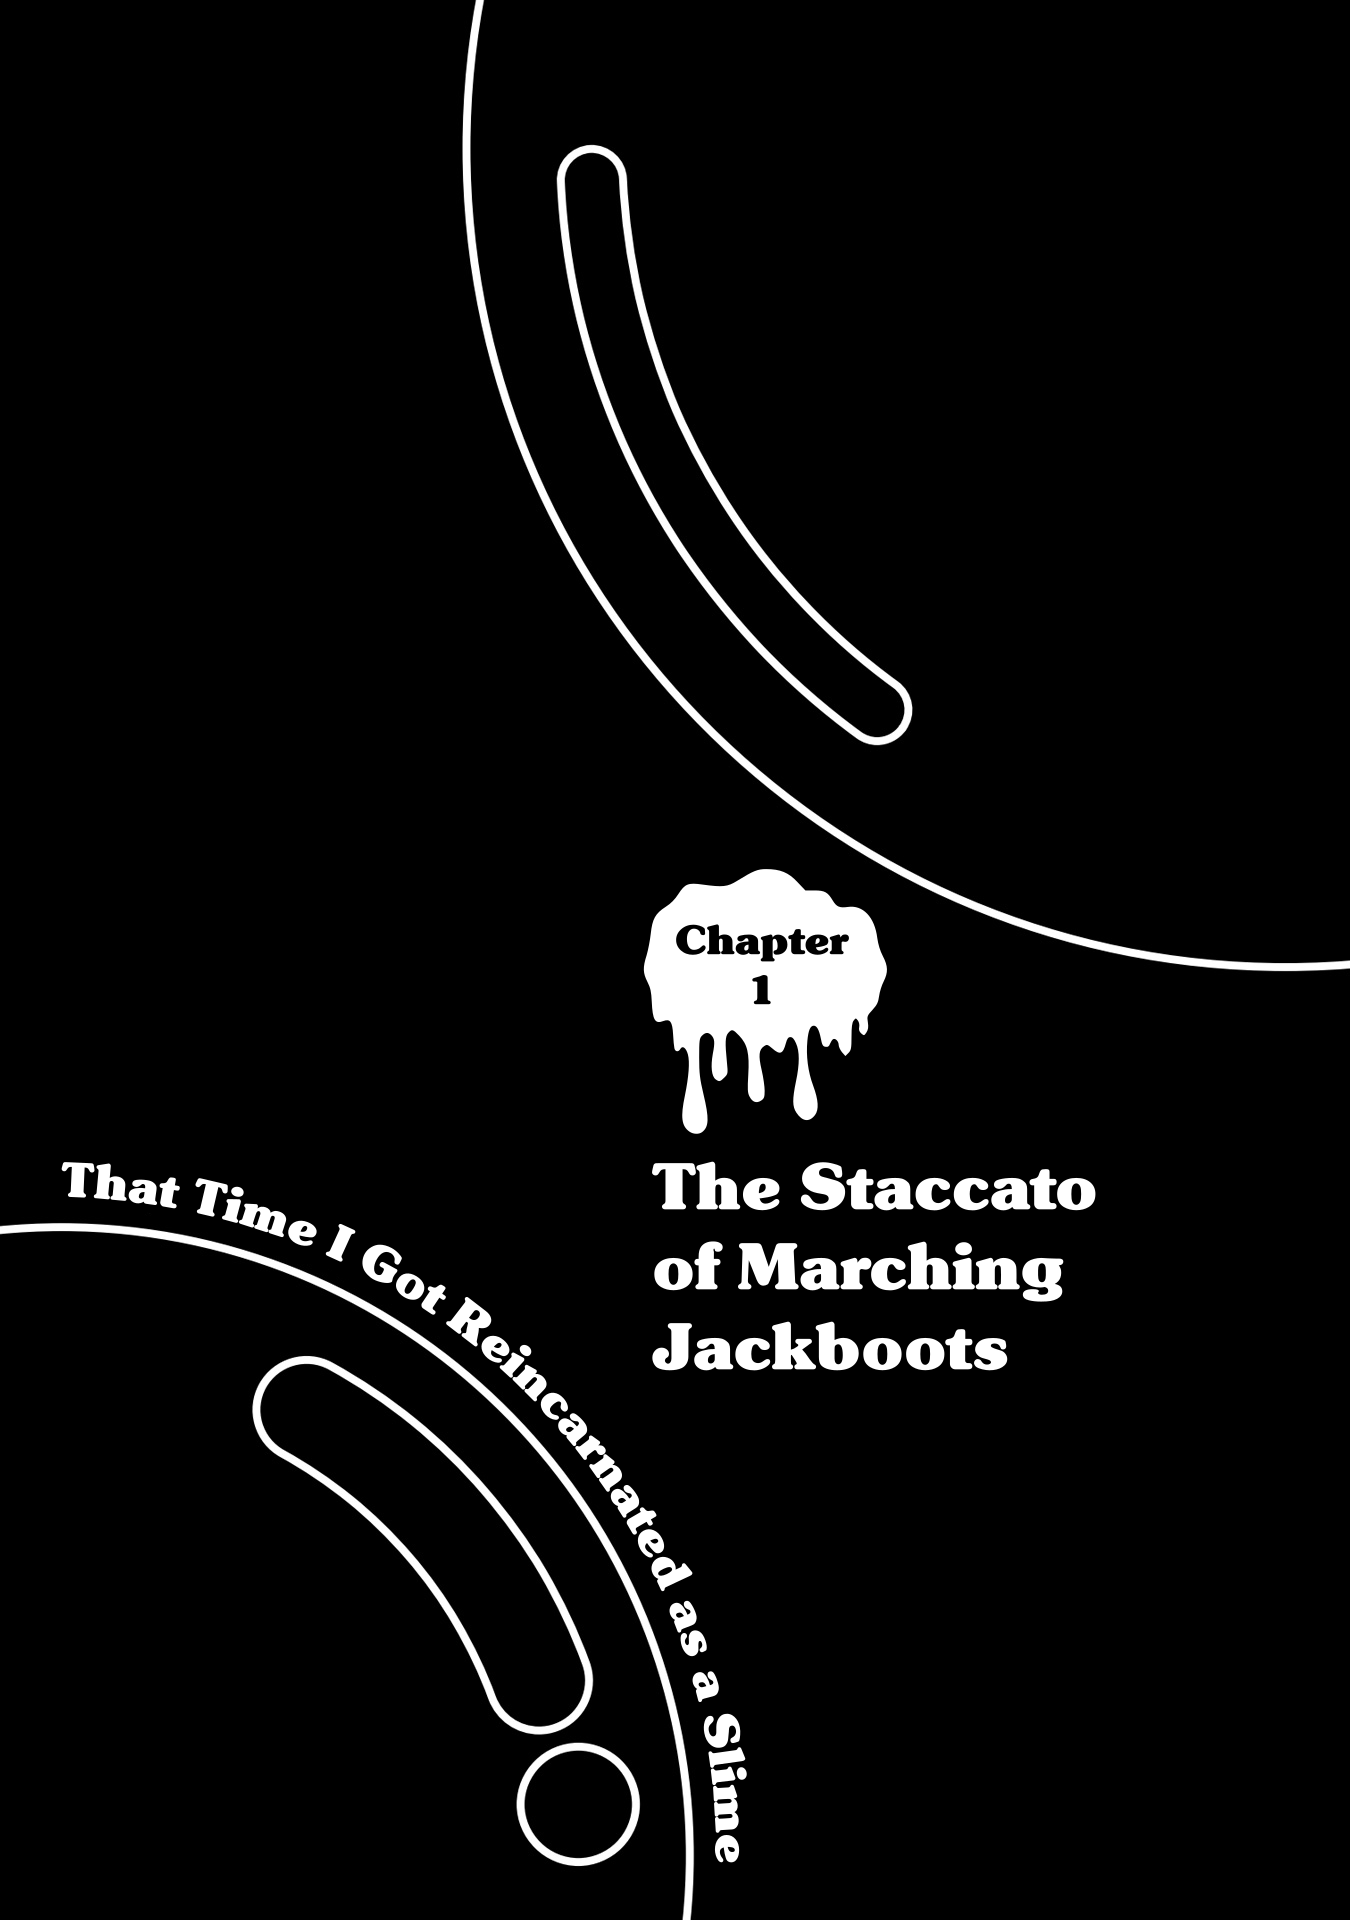 Chapter
1
The Staccato
of Marching
Jackboots
That Time I Got Reincarnated as a Slime